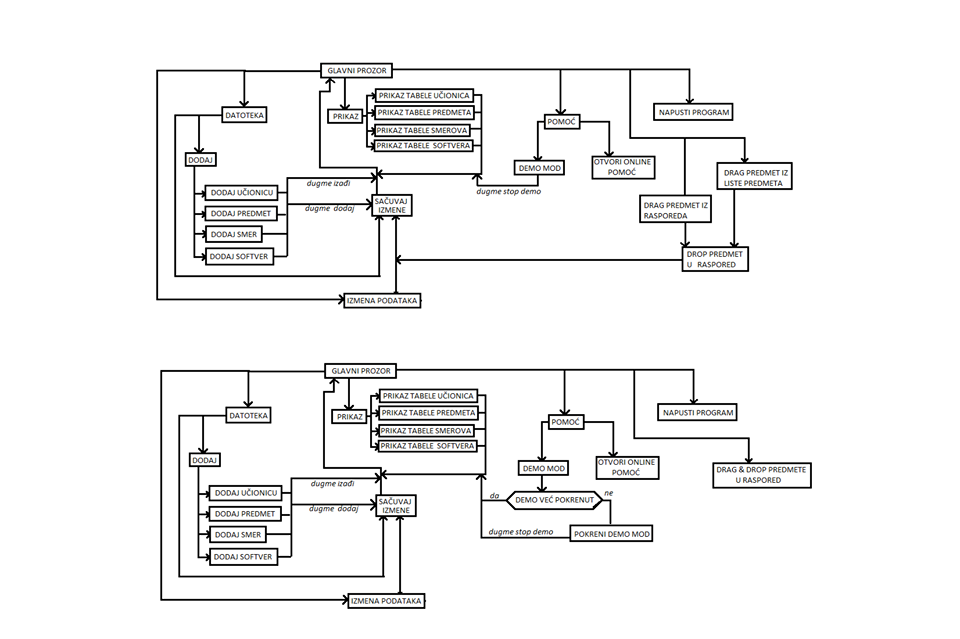 GLAVNI PROZOR
PRIKAZ TABELE UČIONICA
DATOTEKA
PRIKAZ
PRIKAZ TABELE PREDMETA
NAPUSTI PROGRAM
POMOĆ
PRIKAZ TABELE SMEROVA
PRIKAZ TABELE SOFTVERA
DODAJ
DEMO MOD
OTVORI ONLINE
POMOĆ
DRAG PREDMET IZ
LISTE PREDMETA
dugme izađi
dugme stop demo
DODAJ UČIONICU
SAČUVAJ
IZMENE
DRAG PREDMET IZ
RASPOREDA
dugme dodaj
DODAJ PREDMET
DODAJ SMER
DODAJ SOFTVER
DROP PREDMET
U RASPORED
IZMENA PODATAKA
GLAVNI PROZOR
PRIKAZ TABELE UČIONICA
DATOTEKA
PRIKAZ
PRIKAZ TABELE PREDMETA
NAPUSTI PROGRAM
POMOĆ
PRIKAZ TABELE SMEROVA
PRIKAZ TABELE SOFTVERA
DODAJ
DEMO MOD
OTVORI ONLINE
POMOĆ
DRAG & DROP PREDMETE
U RASPORED
dugme izađi
DODAJ UČIONICU
da
DEMO VEĆ POKRENUT
ne
SAČUVAJ
IZMENE
dugme dodaj
DODAJ PREDMET
DODAJ SMER
dugme stop demo
POKRENI DEMO MOD
DODAJ SOFTVER
IZMENA PODATAKA